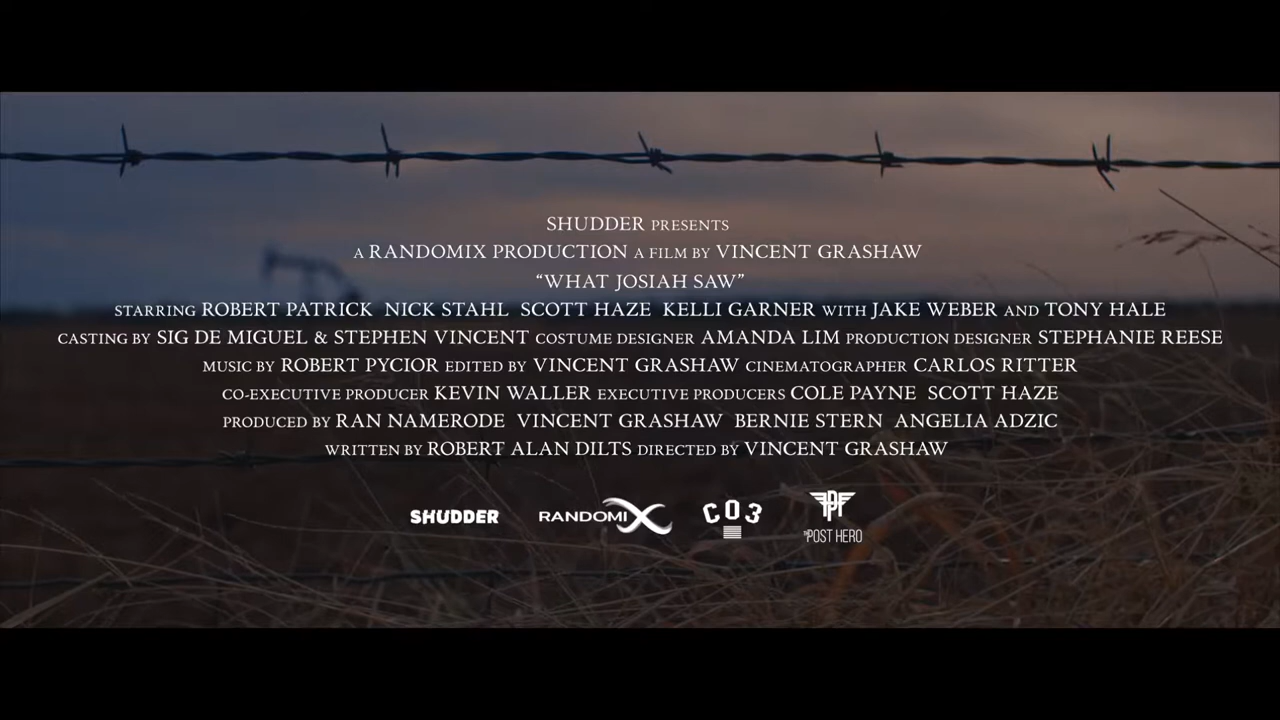 SHUDDER PRESENTS
A RANDOMIX PRODUCTION A FILM BY VINCENT GRASHAW
“WHAT JOSIAH SAW”
STARRING ROBERT PATRICK NICK STAHL SCOTT HAZE KELLI GARNER WITH JAKE WEBER AND TONY HALE
CASTING BY SIG DE MIGUEL & STEPHEN VINCENT COSTUME DESIGNER AMANDA LIM PRODUCTION DESIGNER STEPHANIE REESE
MUSIC BY ROBERT PYCIOR EDITED BY VINCENT GRASHAW CINEMATOGRAPHER CARLOS RITTER
CO-EXECUTIVE PRODUCER KEVIN WALLER EXECUTIVE PRODUCERS COLE PAYNE SCOTT HAZE
PRODUCED BY RAN NAMERODE VINCENT GRASHAW BERNIE STERN ANGELIA ADZIC
WRITTEN BY ROBERT ALAN DILTS DIRECTED BY VINCENT GRASHAW
SHUDDER RANDOMIX CO3 THE POST HERO